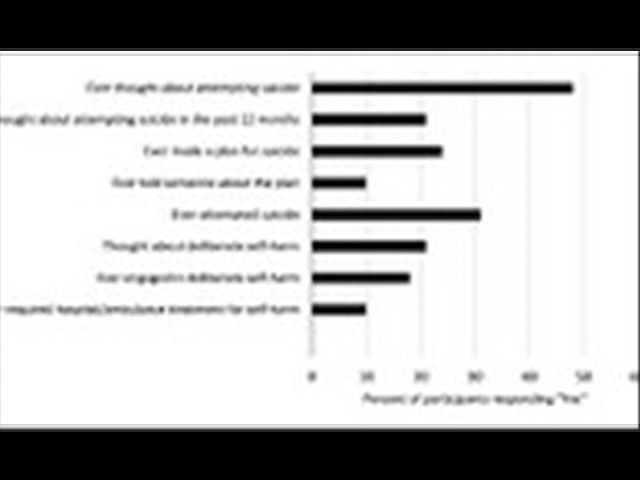 Ever thought about attempting suicide
thought about attempting suicide in the past 12 months
Ever made a plan for suicide
Ever told someone about the plan
Ever attempted suicide
Thought about deliberate self-harm
Ever engaged in deliberate self-harm
required hospital/ambulance treatment for self-harm
0 10 20 30 40 50
Percent of participants responding "Yes"